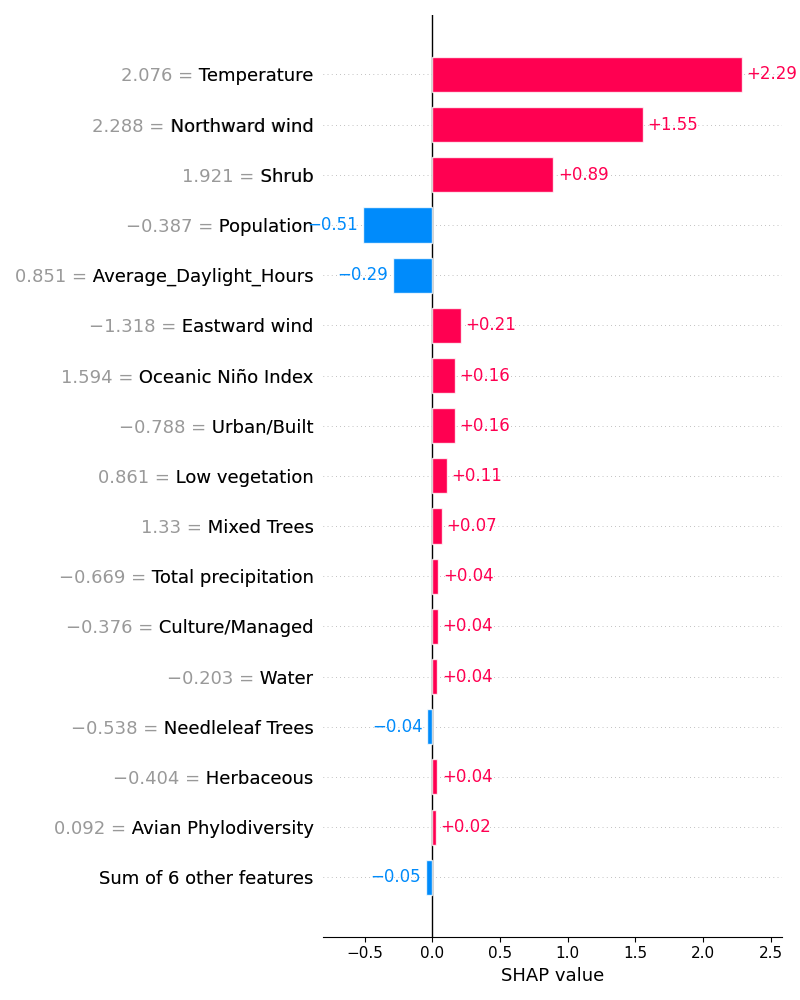 2.076 = Temperature +2.29
2.288 = Northward wind +1.55
1.921 = Shrub +0.89
−0.387 = Population −0.51
0.851 = Average_Daylight_Hours −0.29
−1.318 = Eastward wind +0.21
1.594 = Oceanic Niño Index +0.16
−0.788 = Urban/Built +0.16
0.861 = Low vegetation +0.11
1.33 = Mixed Trees +0.07
−0.669 = Total precipitation +0.04
−0.376 = Culture/Managed +0.04
−0.203 = Water +0.04
−0.538 = Needleleaf Trees −0.04
−0.404 = Herbaceous +0.04
0.092 = Avian Phylodiversity +0.02
Sum of 6 other features −0.05
−0.5 0.0 0.5 1.0 1.5 2.0 2.5
SHAP value